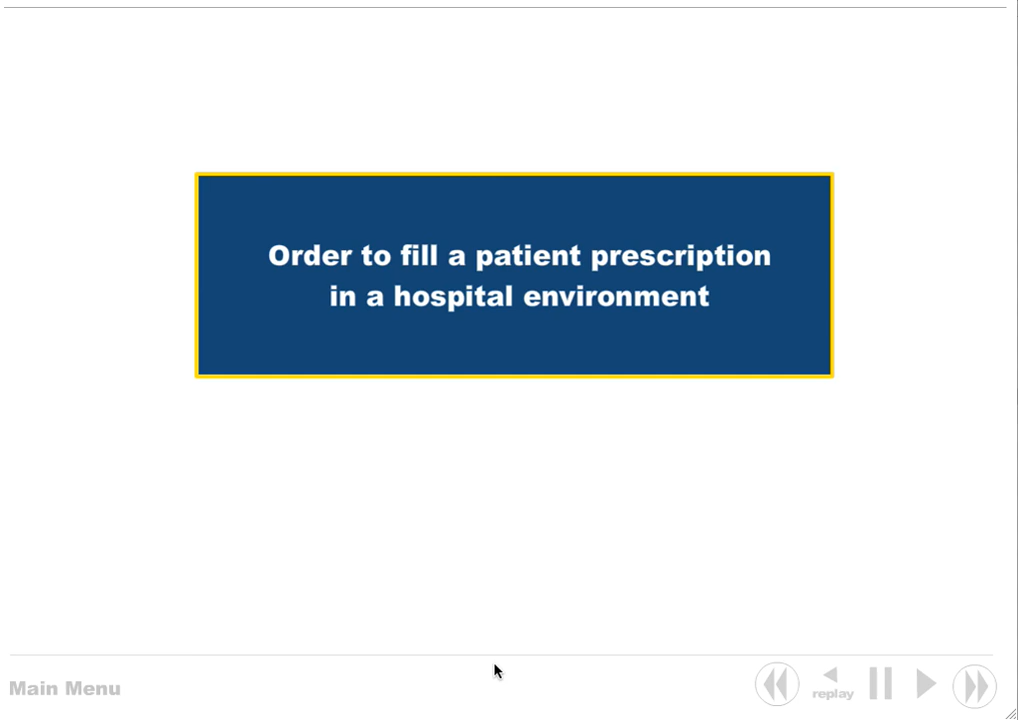 Order to fill a patient prescription
in a hospital environment
Main Menu
replay